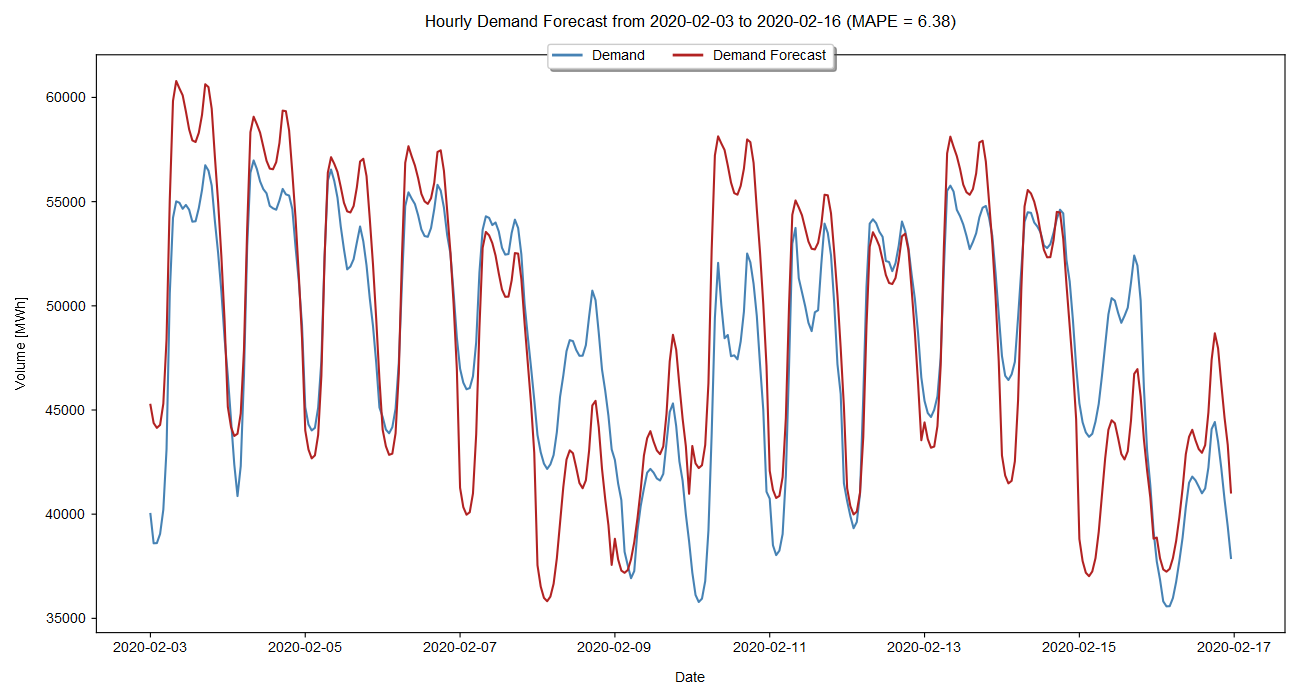 Hourly Demand Forecast from 2020-02-03 to 2020-02-16 (MAPE = 6.38)
Demand Demand Forecast
60000
55000
50000
45000
40000
35000
Volume [MWh]
2020-02-03 2020-02-05 2020-02-07 2020-02-09 2020-02-11 2020-02-13 2020-02-15 2020-02-17
Date